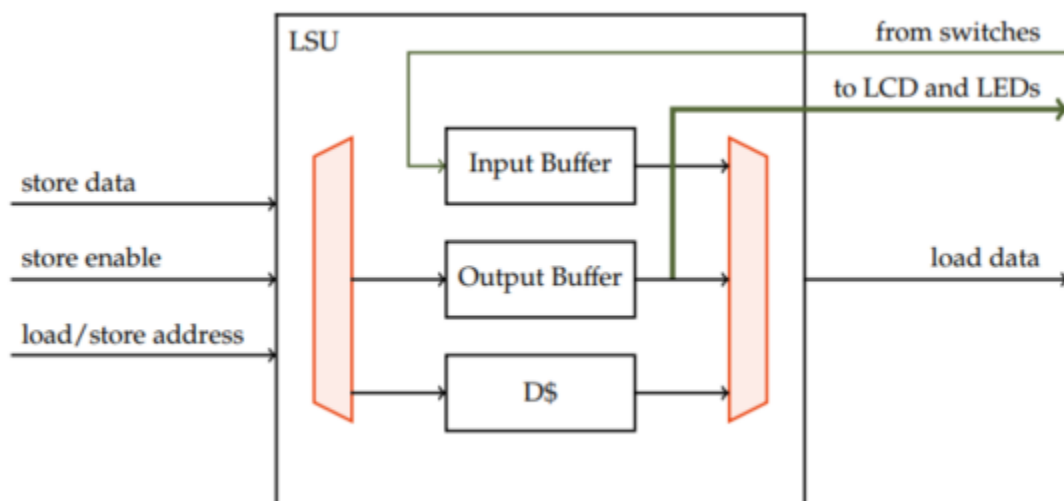 LSU
from switches
to LCD and LEDs
Input Buffer
store data
store enable
Output Buffer
load data
load/store address
D$